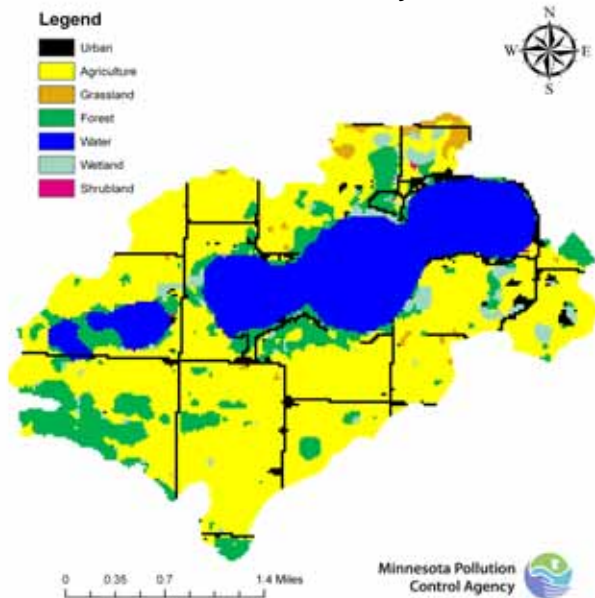 Legend
Urban
Agriculture
Grassland
Forest
Water
Wetland
Shrubland
N
W E
S
0 0.35 0.7 1.4 Miles
Minnesota Pollution
Control Agency